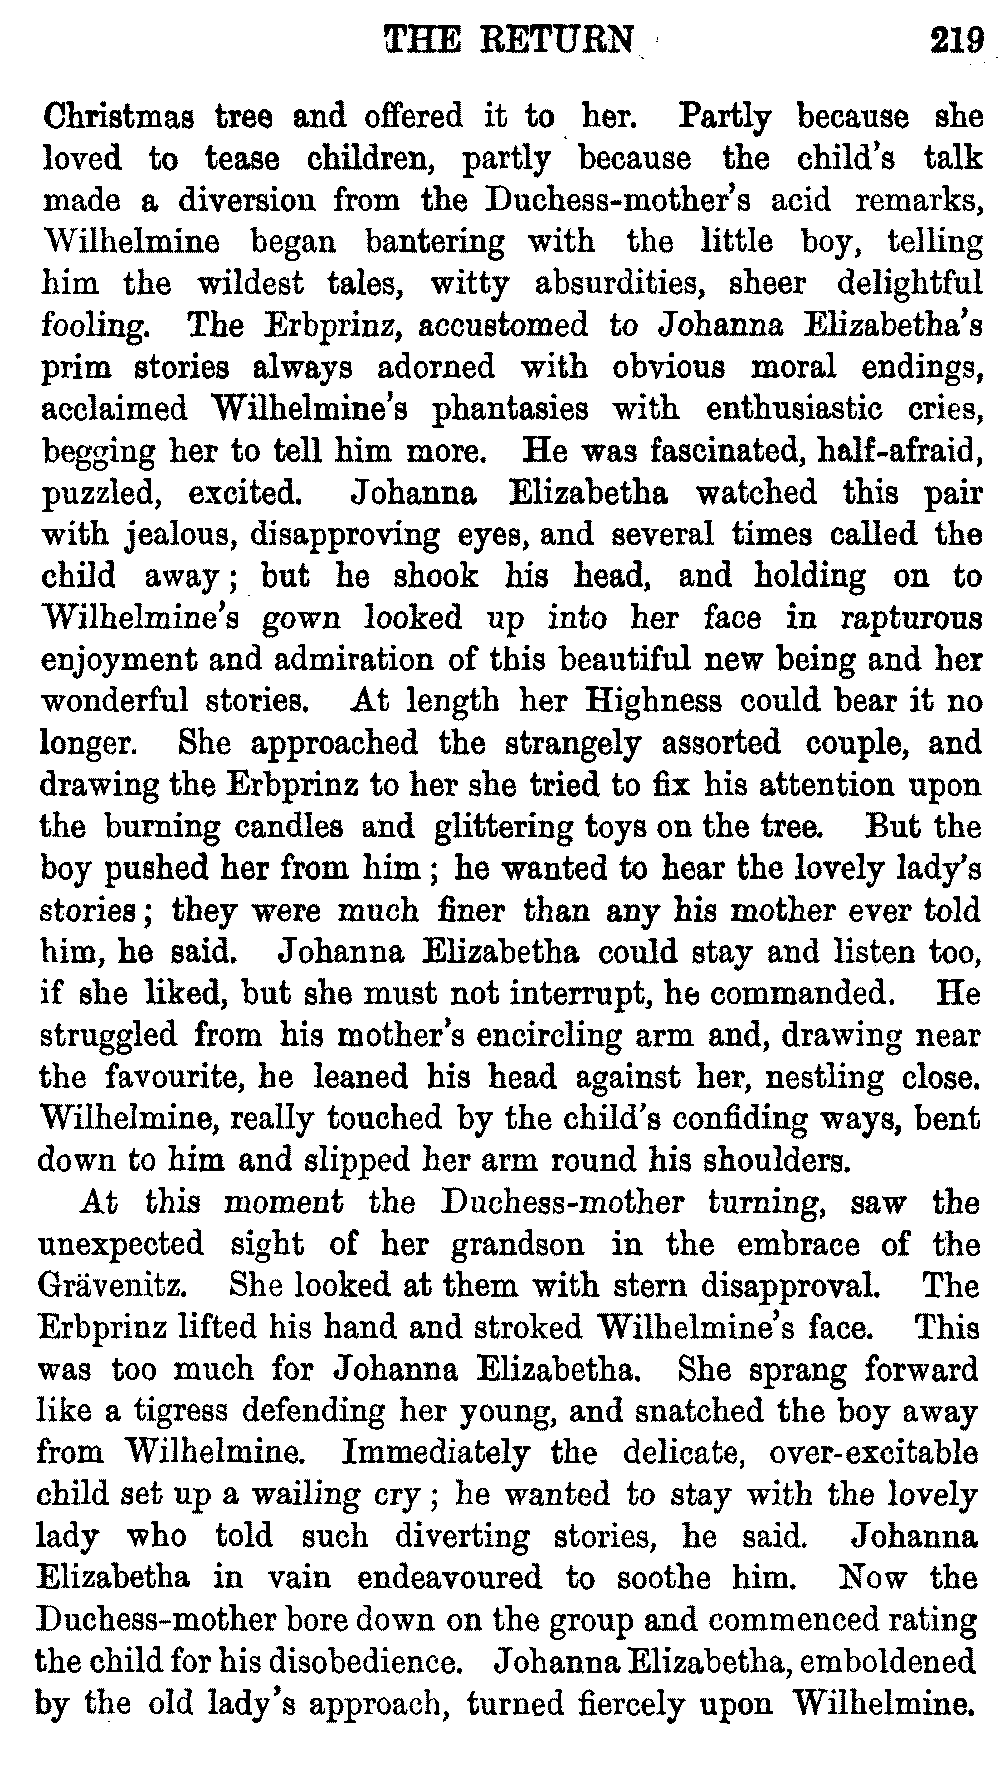 THE RETURN 219
Christmas tree and offered it to her. Partly because she
loved to tease children, partly because the child's talk
made a diversion from the Duchess-mother's acid remarks,
Wilhelmine began bantering with the little boy, telling
him the wildest tales, witty absurdities, sheer delightful
fooling. The Erbprinz, accustomed to Johanna Elizabetha's
prim stories always adorned with obvious moral endings,
acclaimed Wilhelmine's phantasies with enthusiastic cries,
begging her to tell him more. He was fascinated, half-afraid,
puzzled, excited. Johanna Elizabetha watched this pair
with jealous, disapproving eyes, and several times called the
child away; but he shook his head, and holding on to
Wilhelmine's gown looked up into her face in rapturous
enjoyment and admiration of this beautiful new being and her
wonderful stories. At length her Highness could bear it no
longer. She approached the strangely assorted couple, and
drawing the Erbprinz to her she tried to fix his attention upon
the burning candles and glittering toys on the tree. But the
boy pushed her from him; he wanted to hear the lovely lady's
stories; they were much finer than any his mother ever told
him, he said. Johanna Elizabetha could stay and listen too,
if she liked, but she must not interrupt, he commanded. He
struggled from his mother's encircling arm and, drawing near
the favourite, he leaned his head against her, nestling close.
Wilhelmine, really touched by the child's confiding ways, bent
down to him and slipped her arm round his shoulders.
At this moment the Duchess-mother turning, saw the
unexpected sight of her grandson in the embrace of the
Grävenitz. She looked at them with stern disapproval. The
Erbprinz lifted his hand and stroked Wilhelmine's face. This
was too much for Johanna Elizabetha. She sprang forward
like a tigress defending her young, and snatched the boy away
from Wilhelmine. Immediately the delicate, over-excitable
child set up a wailing cry; he wanted to stay with the lovely
lady who told such diverting stories, he said. Johanna
Elizabetha in vain endeavoured to soothe him. Now the
Duchess-mother bore down on the group and commenced rating
the child for his disobedience. Johanna Elizabetha, emboldened
by the old lady's approach, turned fiercely upon Wilhelmine.